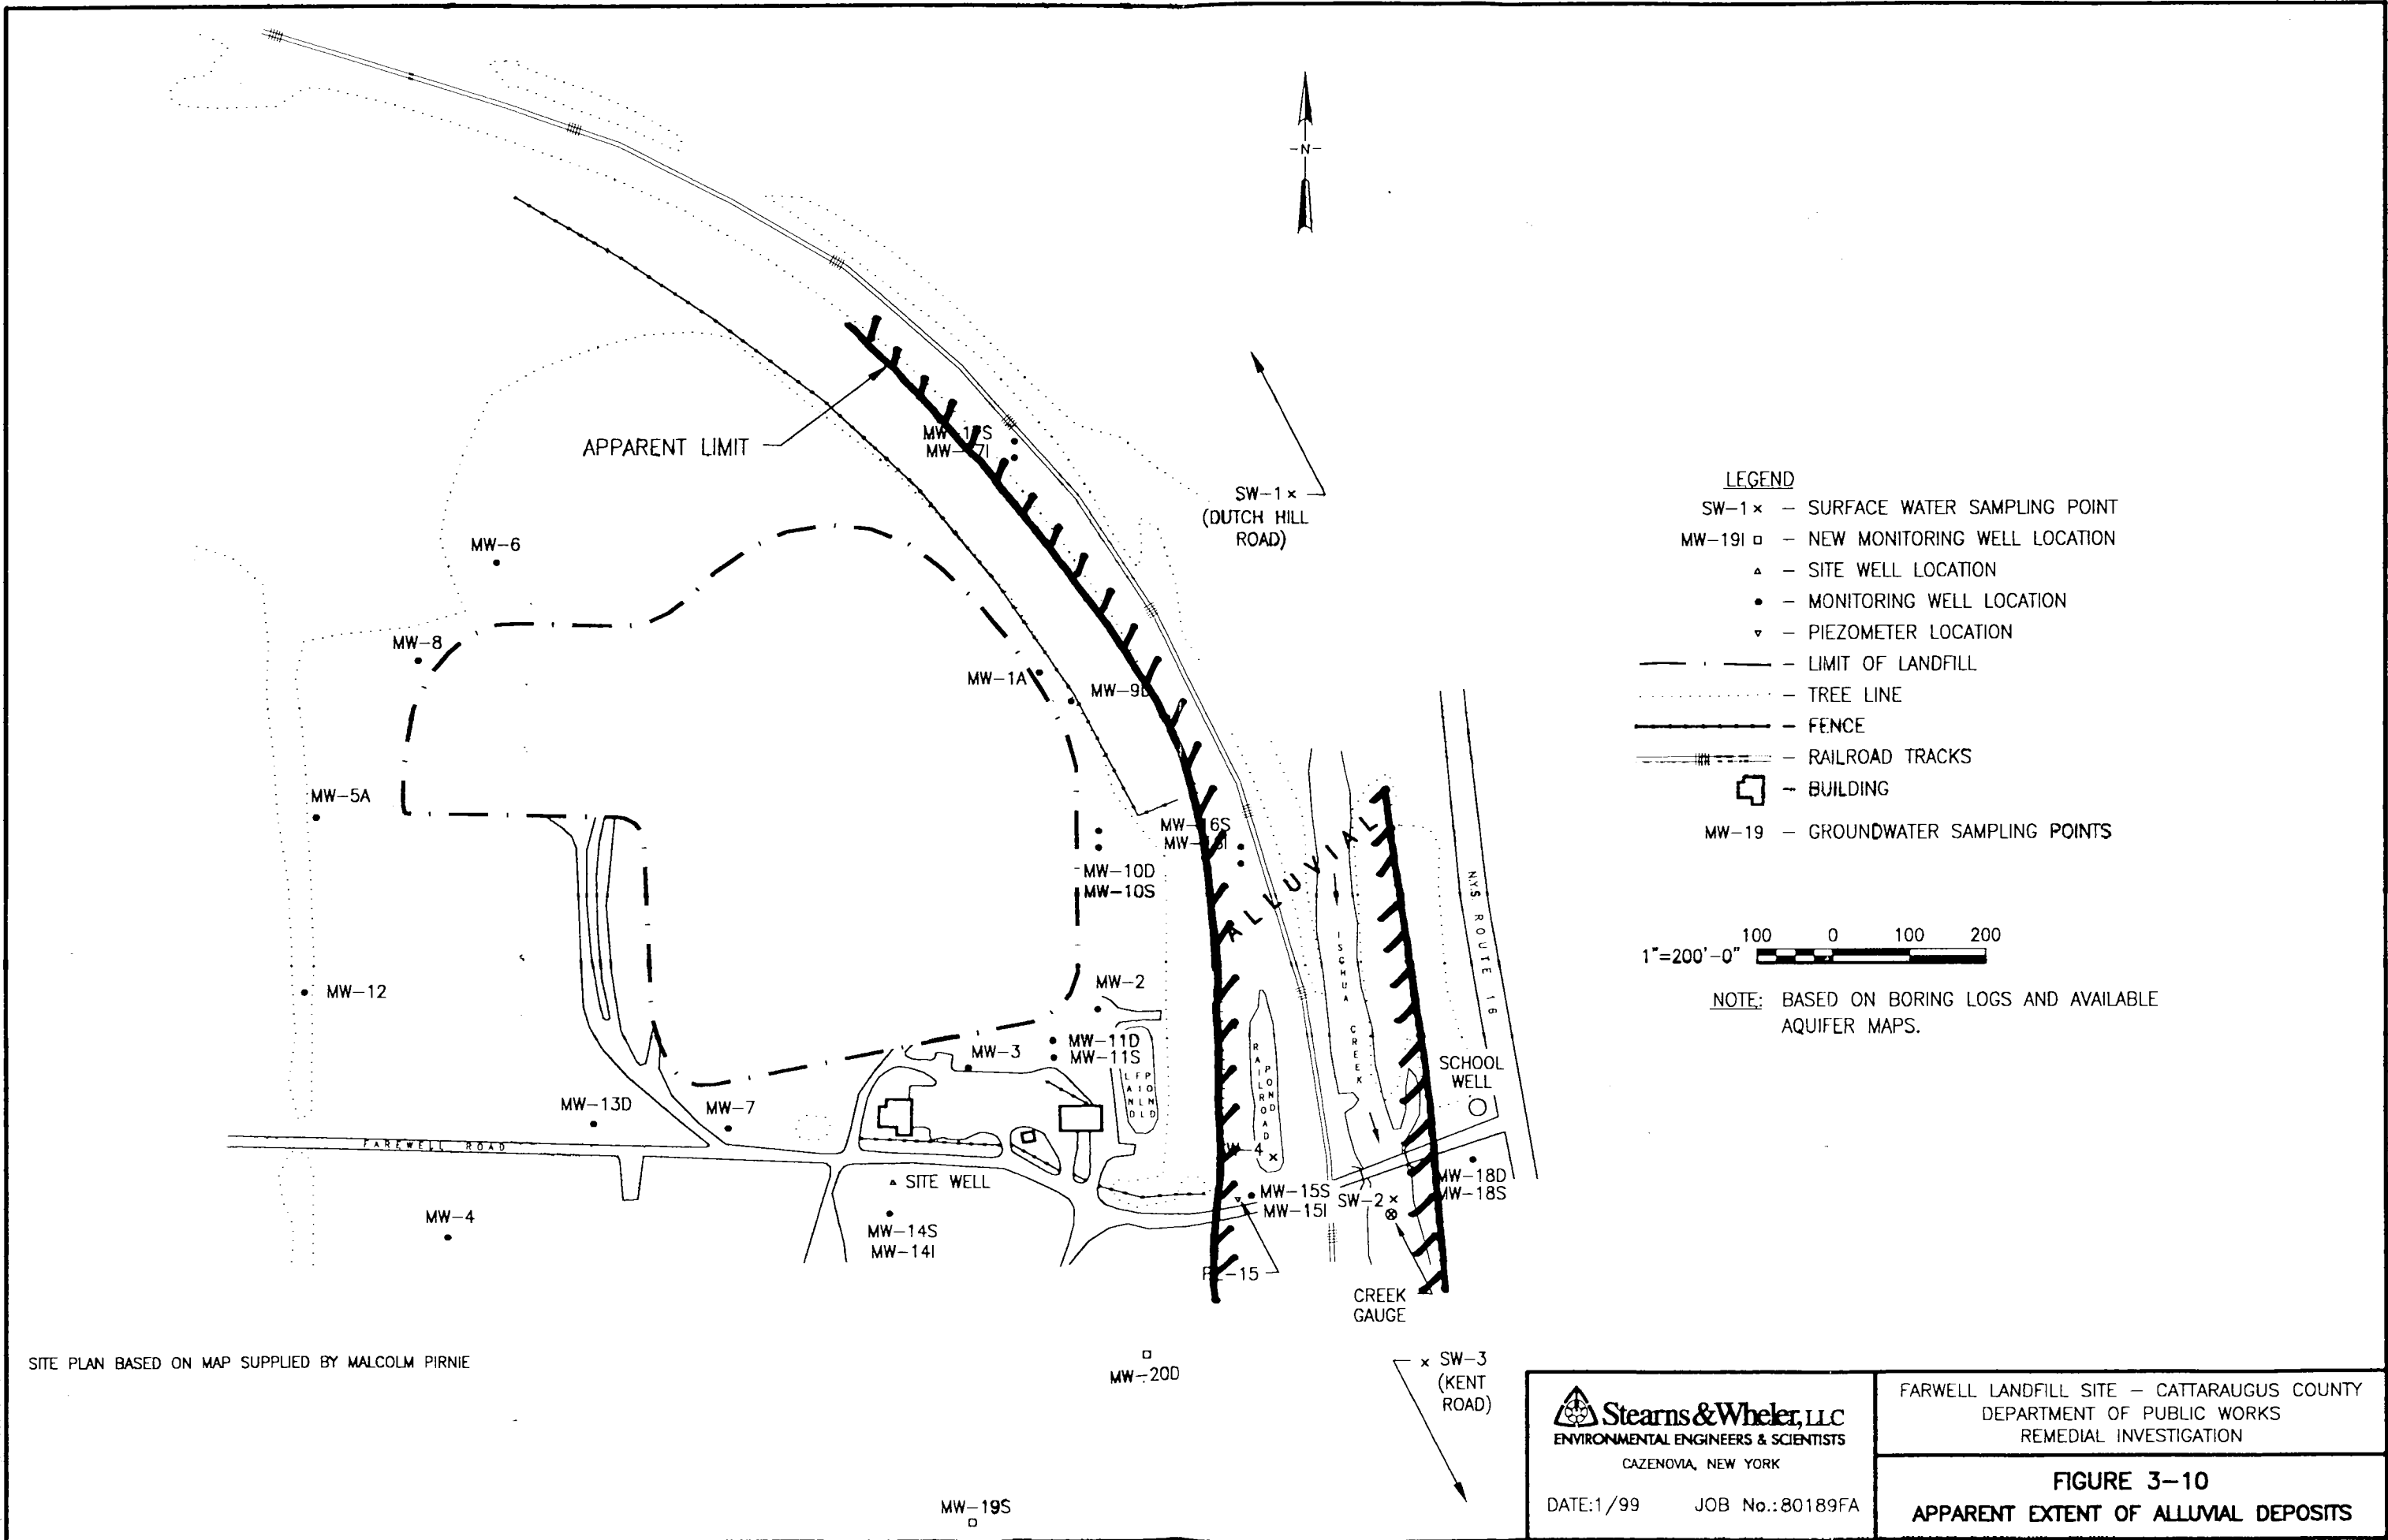 -N-
APPARENT LIMIT
SW-1 ×
(DUTCH HILL
ROAD)
MW-6
MW-8
MW-1A
MW-5A
MW-10D
MW-10S
MW-12
MW-2
MW-11D
MW-11S
MW-3
MW-13D
MW-7
FAREWELL ROAD
SITE WELL
MW-4
MW-14S
MW-14I
LANDFILL POND
RAILROAD POND
ALLUVIAL
ISCHUA CREEK
N.Y.S ROUTE 16
SCHOOL
WELL
MW-15S
MW-15I
SW-2 ×
MW-18D
MW-18S
CREEK
GAUGE
× SW-3
(KENT
ROAD)
MW-20D
MW-19S
LEGEND
SW-1 × - SURFACE WATER SAMPLING POINT
MW-19I □ - NEW MONITORING WELL LOCATION
△ - SITE WELL LOCATION
• - MONITORING WELL LOCATION
▽ - PIEZOMETER LOCATION
- LIMIT OF LANDFILL
- TREE LINE
- FENCE
- RAILROAD TRACKS
- BUILDING
MW-19 - GROUNDWATER SAMPLING POINTS
100 0 100 200
1"=200'-0"
NOTE: BASED ON BORING LOGS AND AVAILABLE
AQUIFER MAPS.
SITE PLAN BASED ON MAP SUPPLIED BY MALCOLM PIRNIE
Stearns & Wheler, LLC
ENVIRONMENTAL ENGINEERS & SCIENTISTS
CAZENOVIA, NEW YORK
DATE:1/99 JOB No.:80189FA
FARWELL LANDFILL SITE - CATTARAUGUS COUNTY
DEPARTMENT OF PUBLIC WORKS
REMEDIAL INVESTIGATION
FIGURE 3-10
APPARENT EXTENT OF ALLUVIAL DEPOSITS